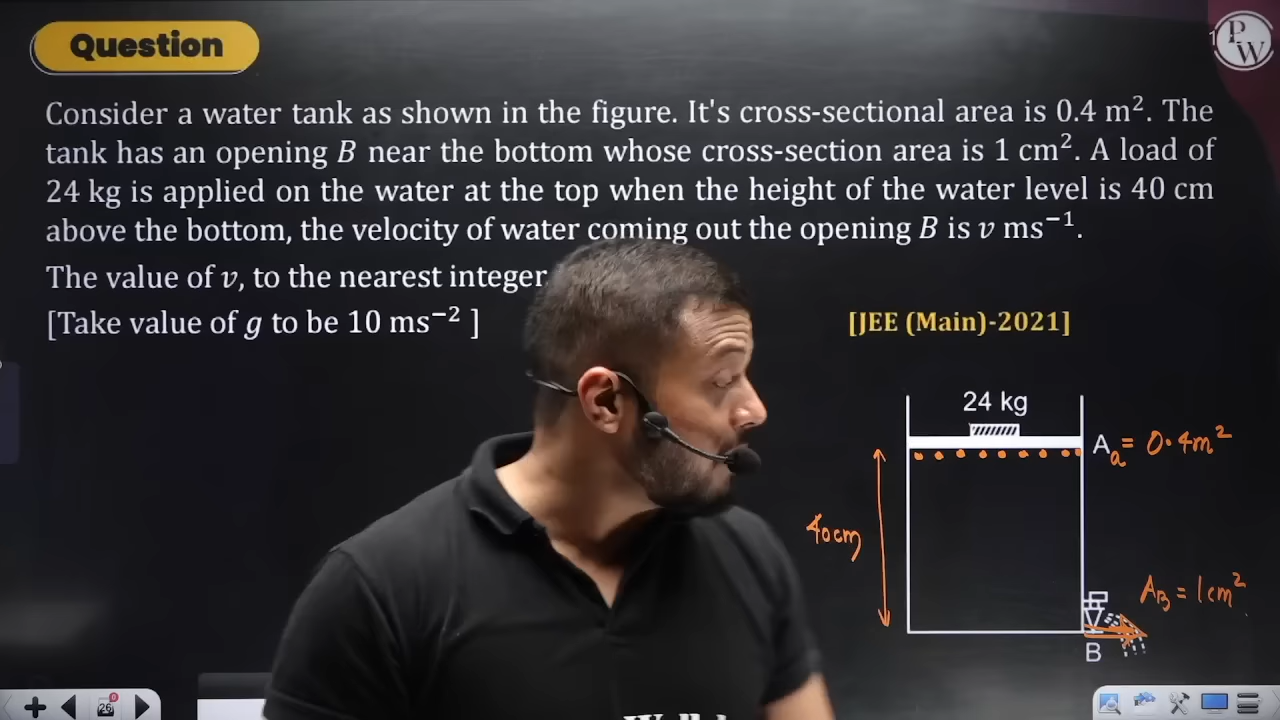 Question
PW
Consider a water tank as shown in the figure. It's cross-sectional area is 0.4 m². The
tank has an opening B near the bottom whose cross-section area is 1 cm². A load of
24 kg is applied on the water at the top when the height of the water level is 40 cm
above the bottom, the velocity of water coming out the opening B is v ms⁻¹.
The value of v, to the nearest integer
[Take value of g to be 10 ms⁻² ]
[JEE (Main)-2021]
24 kg
Aₐ = 0.4m²
40cm
A_B = 1cm²
B
26